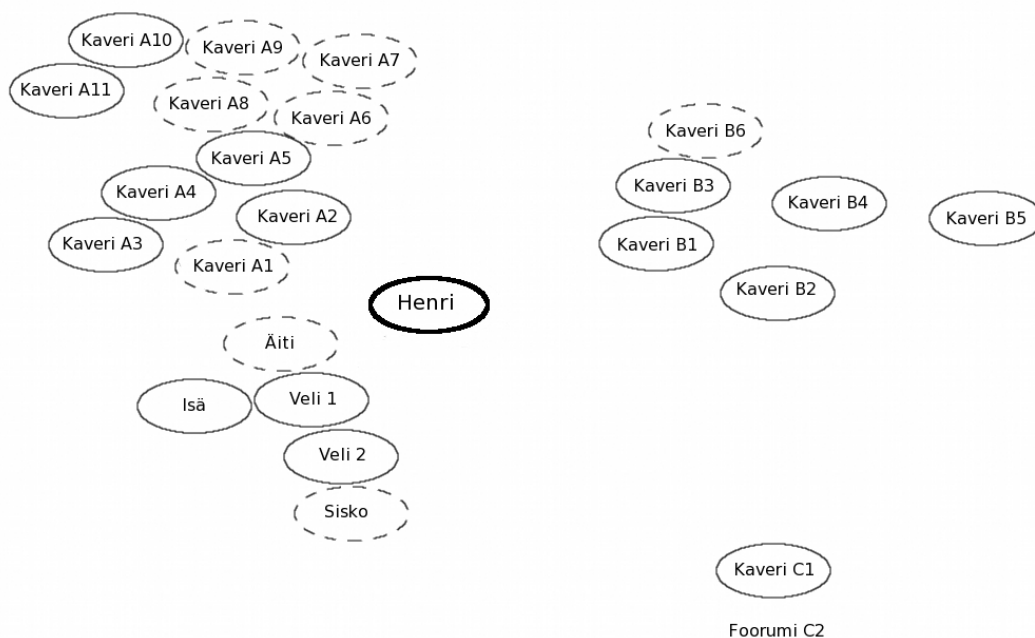 Kaveri A10
Kaveri A9
Kaveri A7
Kaveri A11
Kaveri A8
Kaveri A6
Kaveri A5
Kaveri A4
Kaveri A2
Kaveri A3
Kaveri A1
Kaveri B6
Kaveri B3
Kaveri B4
Kaveri B5
Kaveri B1
Kaveri B2
Henri
Äiti
Isä
Veli 1
Veli 2
Sisko
Kaveri C1
Foorumi C2